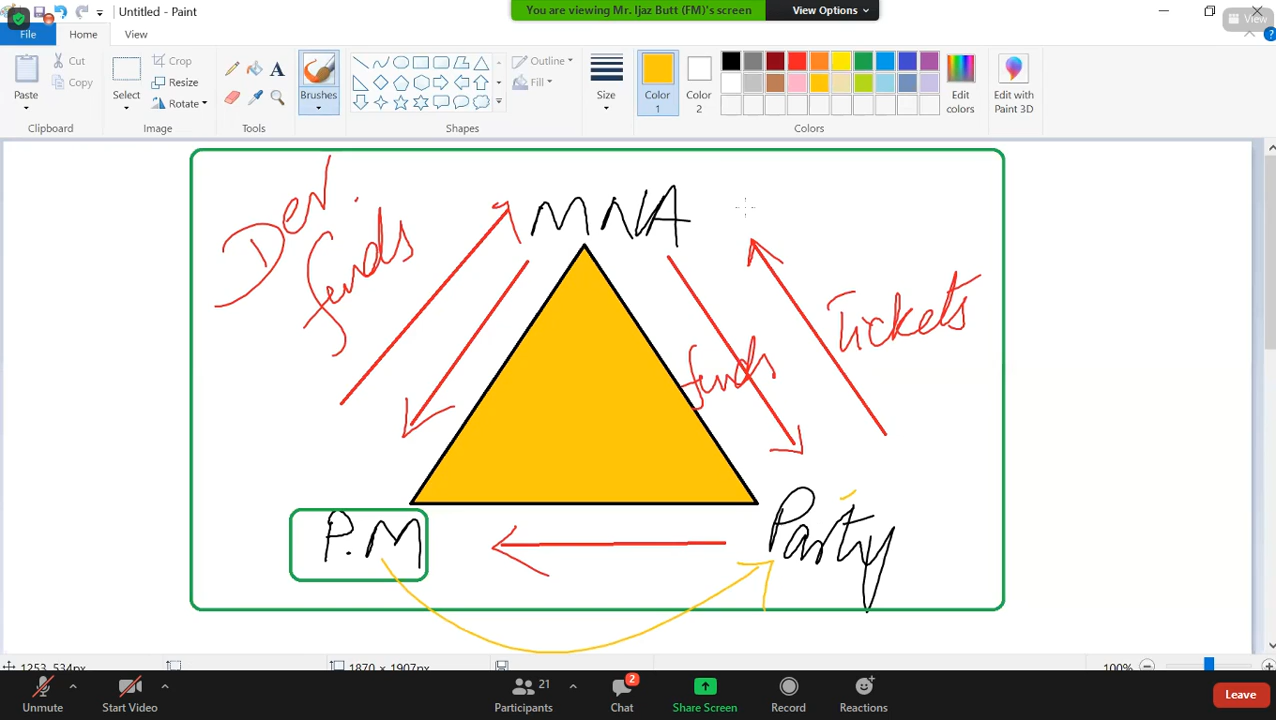 Untitled - Paint
You are viewing Mr. Ijaz Butt (FM)'s screen
View Options
View
File
Home
View
Paste
Cut
Copy
Clipboard
Select
Crop
Resize
Rotate
Image
Tools
Brushes
Outline
Fill
Shapes
Size
Color 1
Color 2
Edit colors
Edit with Paint 3D
Colors
Dev.
funds
MNA
Tickets
funds
P.M
Party
1253, 534px
1870 × 1907px
100%
Unmute
Start Video
21
Participants
2
Chat
Share Screen
Record
Reactions
Leave